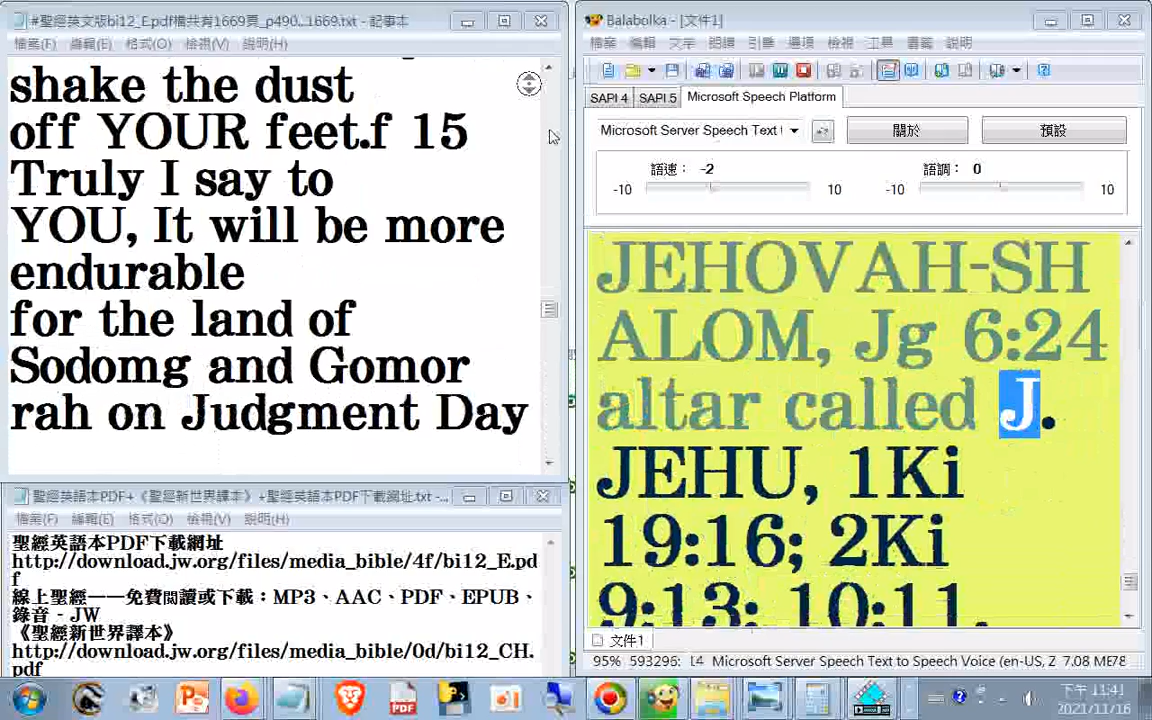 #聖經英文版bi12_E.pdf檔共有1669頁_p490...1669.txt - 記事本
檔案(F) 編輯(E) 格式(O) 檢視(V) 說明(H)
shake the dust
off YOUR feet.f 15
Truly I say to
YOU, It will be more
endurable
for the land of
Sodomg and Gomor
rah on Judgment Day
聖經英語本PDF+《聖經新世界譯本》+聖經英語本PDF下載網址.txt -...
檔案(F) 編輯(E) 格式(O) 檢視(V) 說明(H)
聖經英語本PDF下載網址
http://download.jw.org/files/media_bible/4f/bi12_E.pd
f
線上聖經——免費閱讀或下載：MP3、AAC、PDF、EPUB、
錄音 - JW
《聖經新世界譯本》
http://download.jw.org/files/media_bible/0d/bi12_CH.
pdf
Balabolka - [文件1]
檔案 編輯 文字 朗讀 引擎 選項 檢視 工具 書籤 說明
SAPI 4 SAPI 5 Microsoft Speech Platform
Microsoft Server Speech Text 關於 預設
語速： -2 語調： 0
-10 10 -10 10
JEHOVAH-SH
ALOM, Jg 6:24
altar called J.
JEHU, 1Ki
19:16; 2Ki
9:13; 10:11,
文件1
95% 593296: L4 Microsoft Server Speech Text to Speech Voice (en-US, Z 7.08 ME78
下午 11:41
2021/11/16